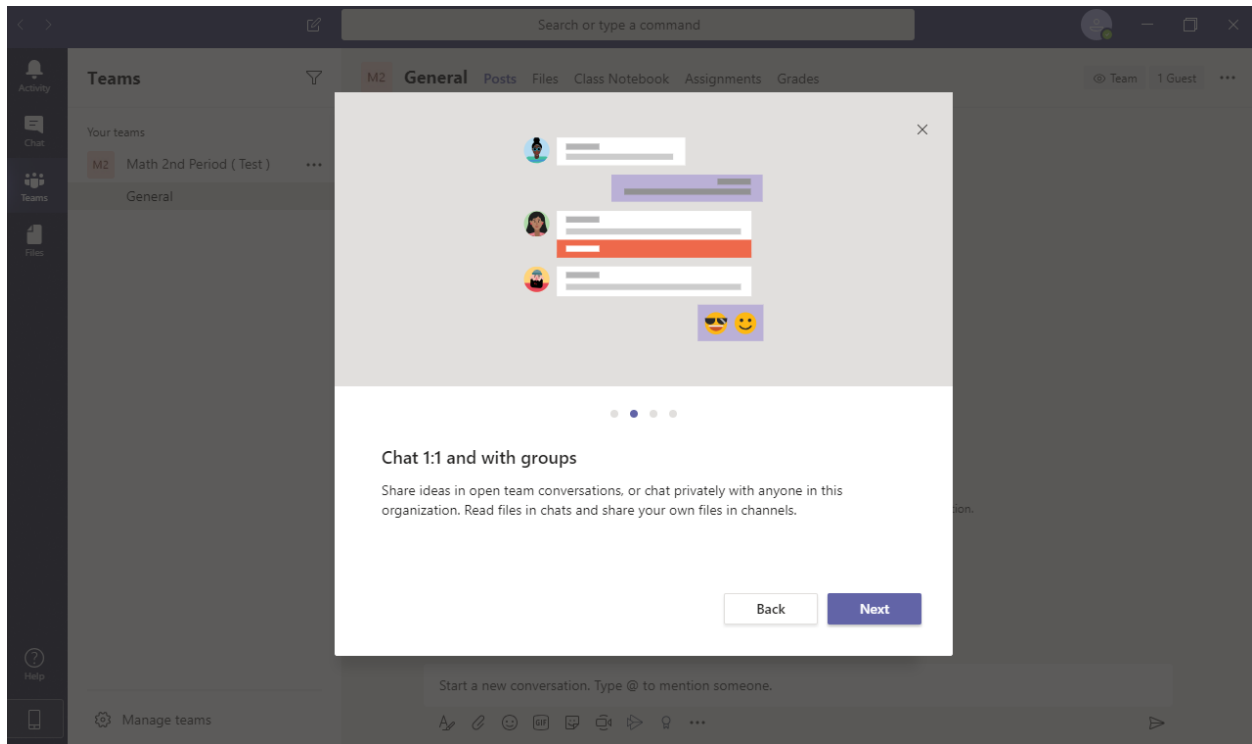 Search or type a command
Activity
Chat
Teams
Files
Help
Teams
Your teams
M2 Math 2nd Period ( Test )
General
Manage teams
M2 General Posts Files Class Notebook Assignments Grades
Team 1 Guest
Chat 1:1 and with groups
Share ideas in open team conversations, or chat privately with anyone in this
organization. Read files in chats and share your own files in channels.
Back Next
Start a new conversation. Type @ to mention someone.
GIF